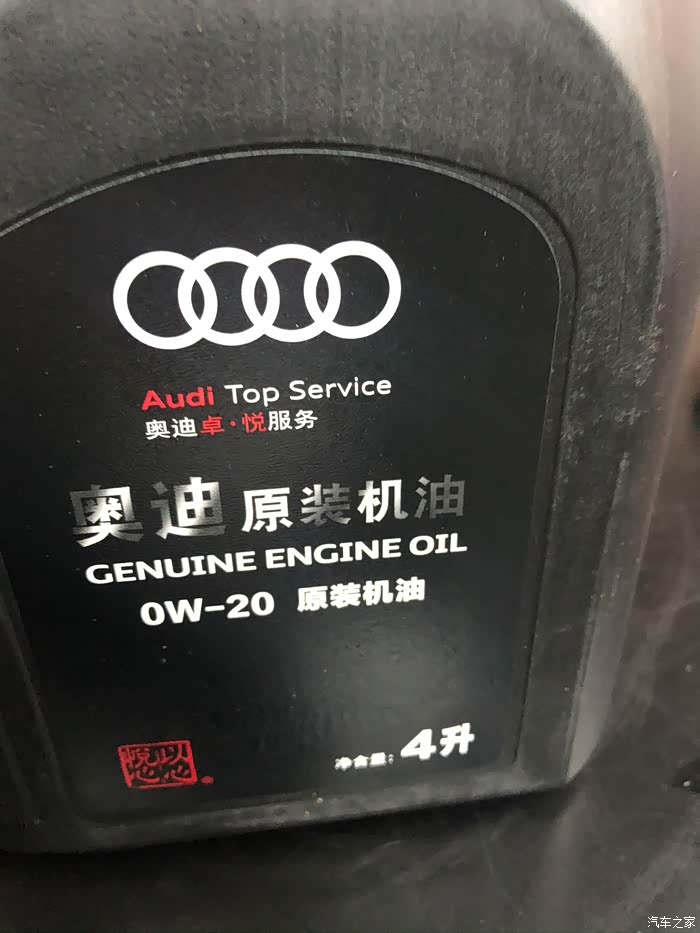 Audi Top Service
奥迪卓·悦服务
奥迪 原装机油
GENUINE ENGINE OIL
0W-20 原装机油
净含量：4升
汽车之家